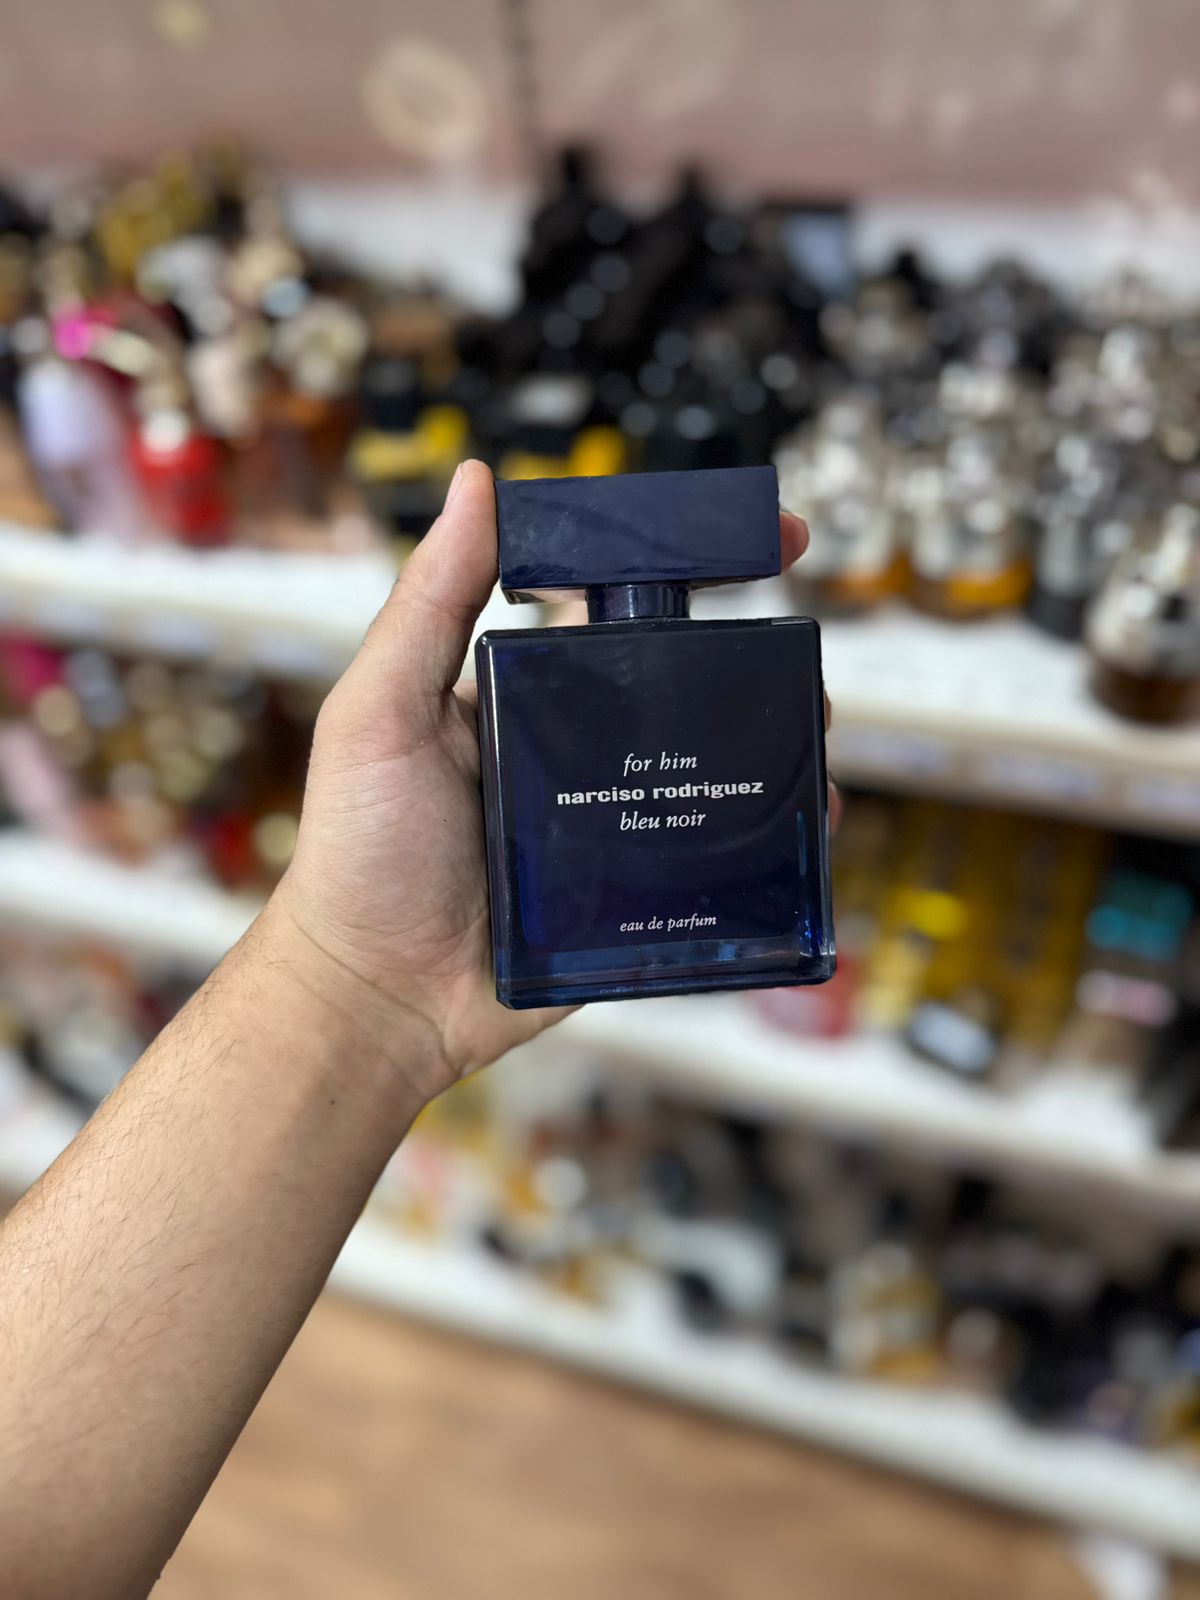 for him
narciso rodriguez
bleu noir
eau de parfum